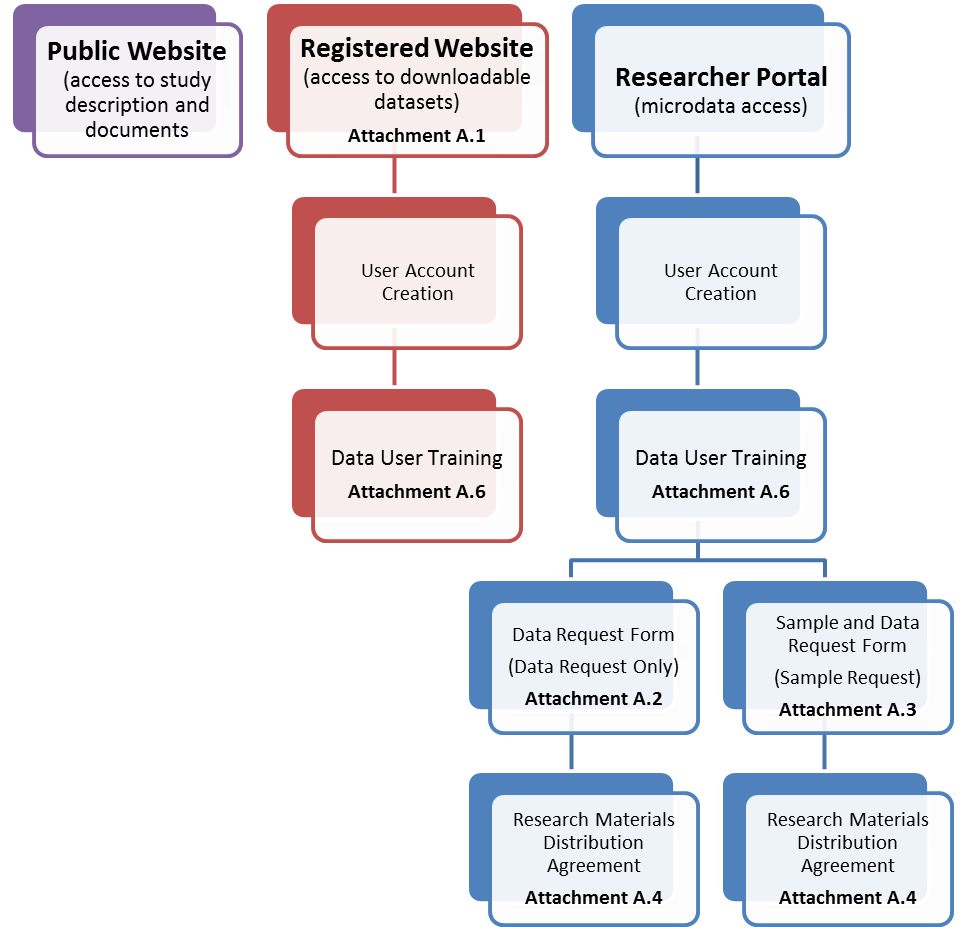 Public Website
(access to study
description and
documents
Registered Website
(access to downloadable
datasets)
Attachment A.1
Researcher Portal
(microdata access)
User Account
Creation
User Account
Creation
Data User Training
Attachment A.6
Data User Training
Attachment A.6
Data Request Form
(Data Request Only)
Attachment A.2
Sample and Data
Request Form
(Sample Request)
Attachment A.3
Research Materials
Distribution
Agreement
Attachment A.4
Research Materials
Distribution
Agreement
Attachment A.4